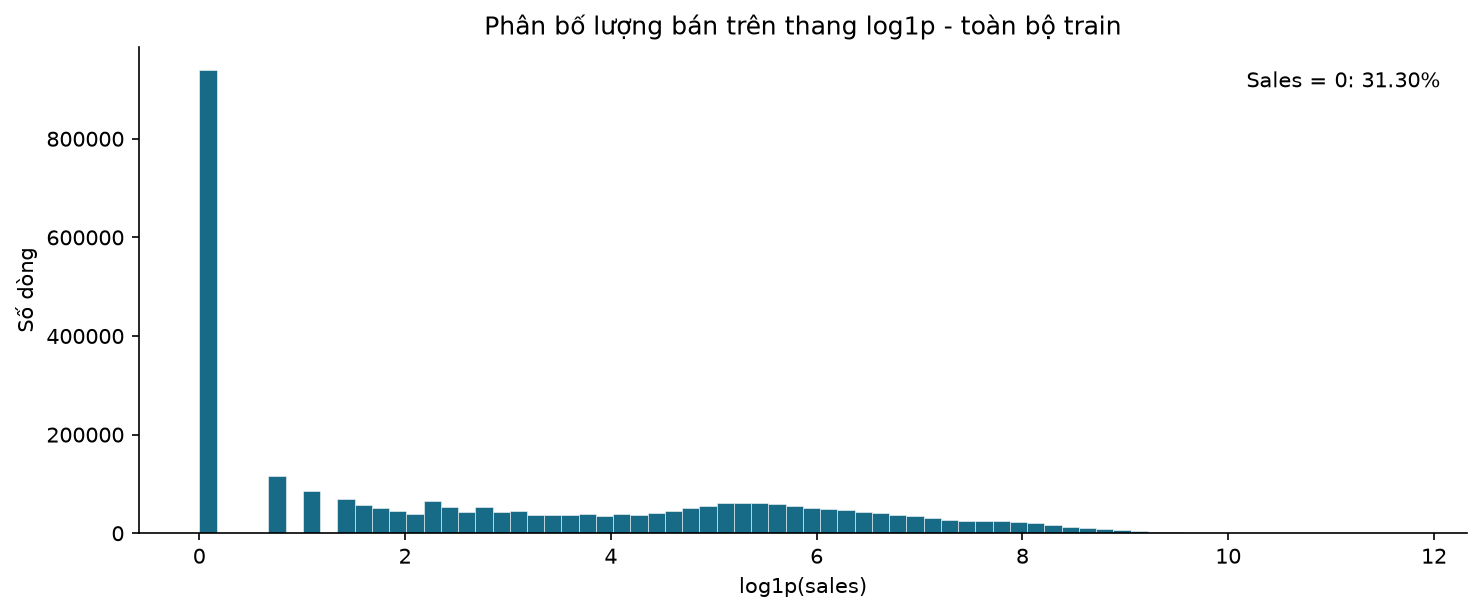 Phân bố lượng bán trên thang log1p - toàn bộ train
Sales = 0: 31.30%
Số dòng
800000
600000
400000
200000
0
0 2 4 6 8 10 12
log1p(sales)